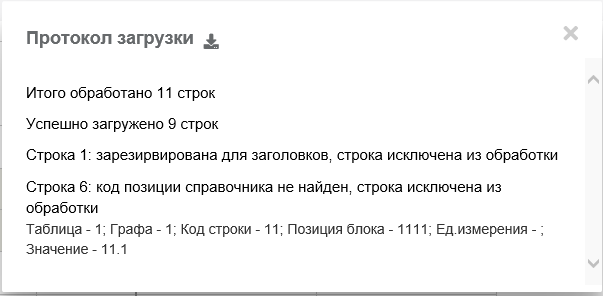 Протокол загрузки
Итого обработано 11 строк
Успешно загружено 9 строк
Строка 1: зарезирвирована для заголовков, строка исключена из обработки
Строка 6: код позиции справочника не найден, строка исключена из
обработки
Таблица - 1; Графа - 1; Код строки - 11; Позиция блока - 1111; Ед.измерения - ;
Значение - 11.1